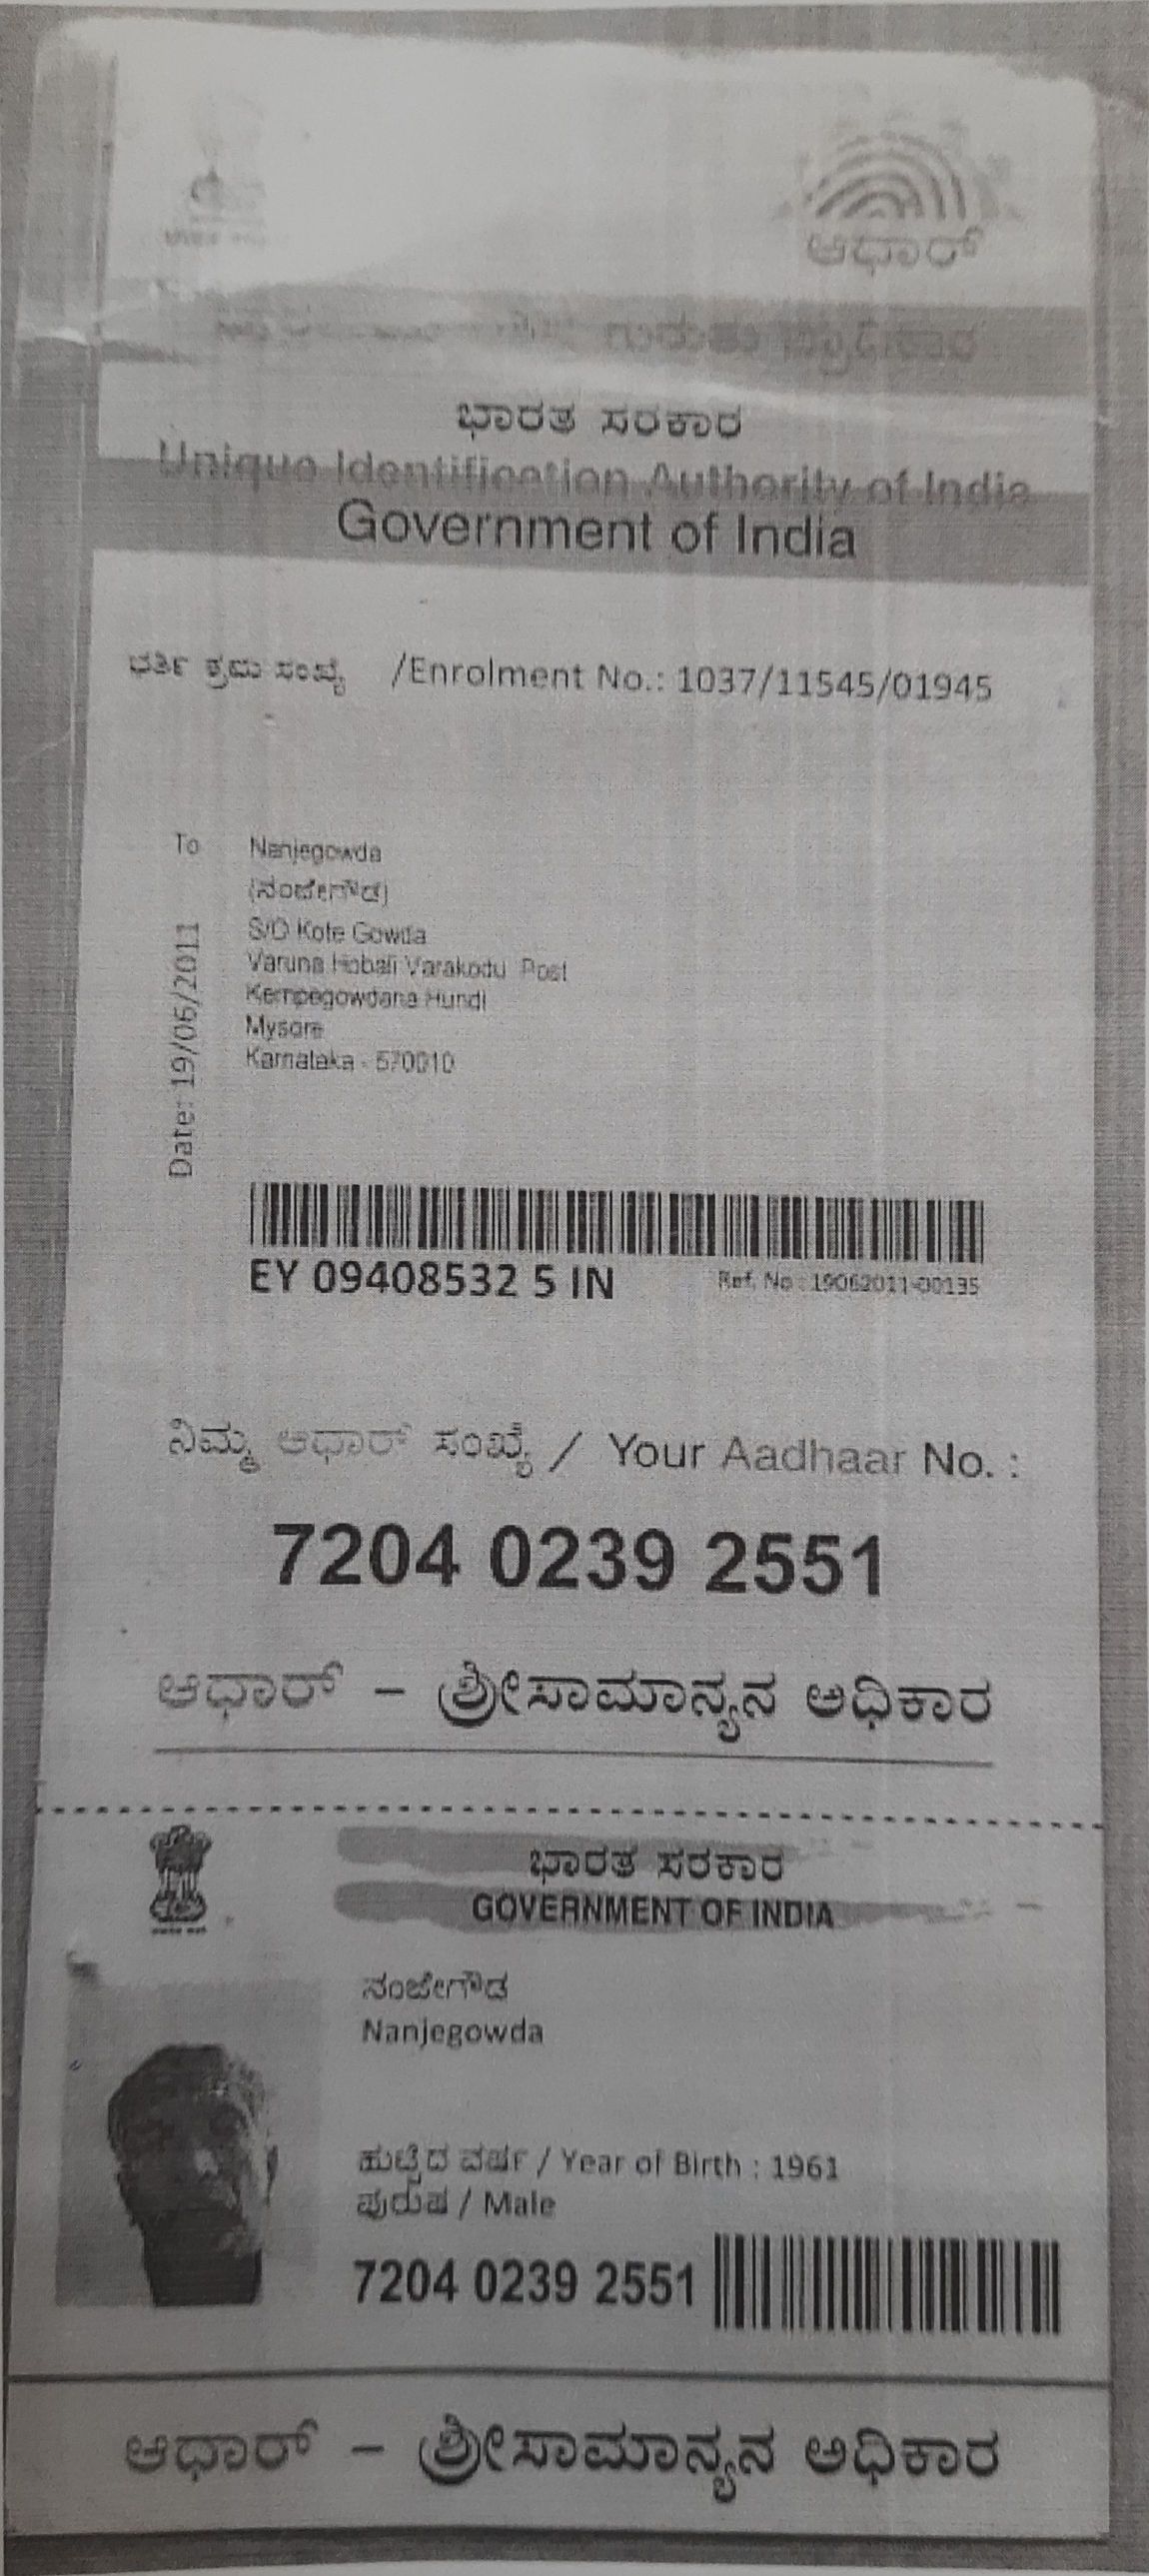 ಆಧಾರ್
ಗುರುತು ಪ್ರಾಧಿಕಾರ
ಭಾರತ ಸರಕಾರ
Unique Identification Authority of India
Government of India
ಭರ್ತಿ ಕ್ರಮ ಸಂಖ್ಯೆ /Enrolment No.: 1037/11545/01945
To
Nanjegowda
(ನಂಜೇಗೌಡ)
S/O Kote Gowda
Varuna Hobali Varakodu Post
Kempegowdana Hundi
Mysore
Karnataka - 570010
Date: 19/06/2011
EY 09408532 5 IN
Ref. No : 19062011-00135
ನಿಮ್ಮ ಆಧಾರ್ ಸಂಖ್ಯೆ / Your Aadhaar No. :
7204 0239 2551
ಆಧಾರ್ – ಶ್ರೀಸಾಮಾನ್ಯನ ಅಧಿಕಾರ
ಭಾರತ ಸರಕಾರ
GOVERNMENT OF INDIA
ನಂಜೇಗೌಡ
Nanjegowda
ಹುಟ್ಟಿದ ವರ್ಷ / Year of Birth : 1961
ಪುರುಷ / Male
7204 0239 2551
ಆಧಾರ್ – ಶ್ರೀಸಾಮಾನ್ಯನ ಅಧಿಕಾರ